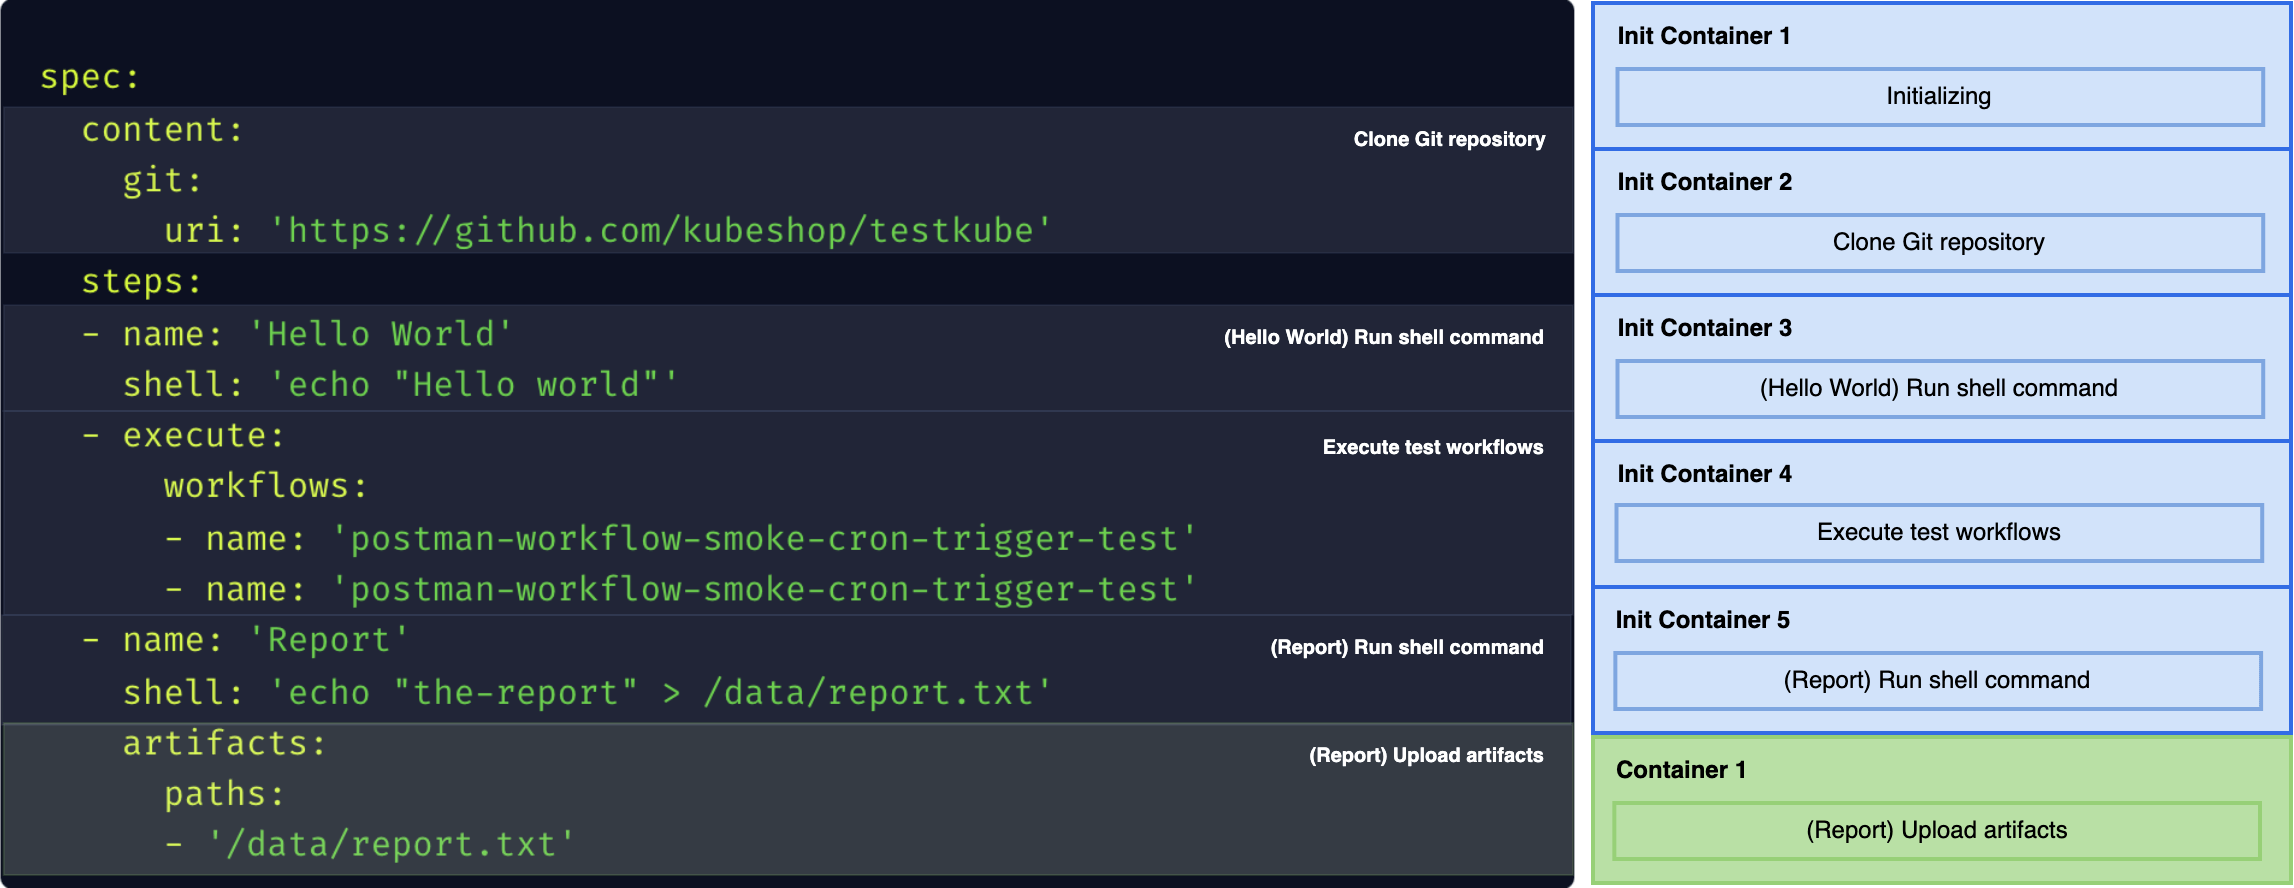 spec:
content:
Clone Git repository
git:
uri: 'https://github.com/kubeshop/testkube'
steps:
- name: 'Hello World'
(Hello World) Run shell command
shell: 'echo "Hello world"'
- execute:
Execute test workflows
workflows:
- name: 'postman-workflow-smoke-cron-trigger-test'
- name: 'postman-workflow-smoke-cron-trigger-test'
- name: 'Report'
(Report) Run shell command
shell: 'echo "the-report" > /data/report.txt'
artifacts:
(Report) Upload artifacts
paths:
- '/data/report.txt'
Init Container 1
Initializing
Init Container 2
Clone Git repository
Init Container 3
(Hello World) Run shell command
Init Container 4
Execute test workflows
Init Container 5
(Report) Run shell command
Container 1
(Report) Upload artifacts